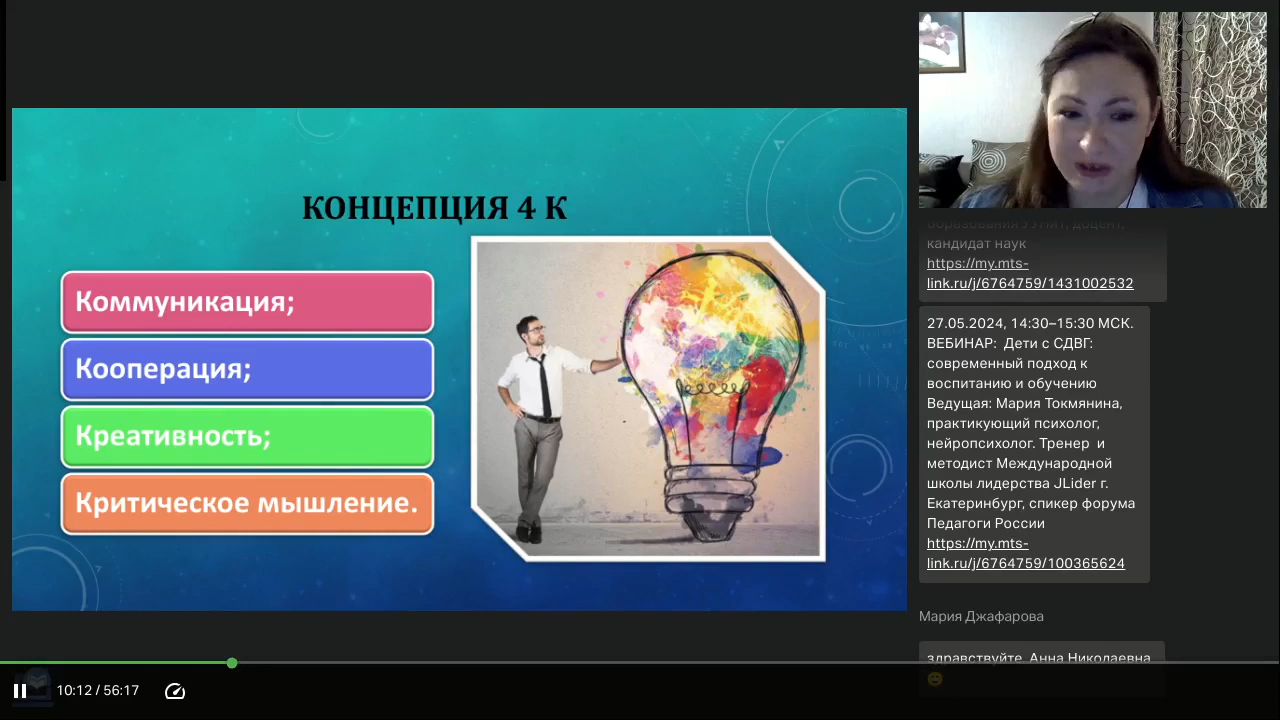 КОНЦЕПЦИЯ 4 К
Коммуникация;
Кооперация;
Креативность;
Критическое мышление.
кандидат наук
https://my.mts-
link.ru/j/6764759/1431002532
27.05.2024, 14:30–15:30 МСК.
ВЕБИНАР:  Дети с СДВГ:
современный подход к
воспитанию и обучению
Ведущая: Мария Токмянина,
практикующий психолог,
нейропсихолог. Тренер  и
методист Международной
школы лидерства JLider г.
Екатеринбург, спикер форума
Педагоги России
https://my.mts-
link.ru/j/6764759/100365624
Мария Джафарова
здравствуйте, Анна Николаевна
10:12 / 56:17